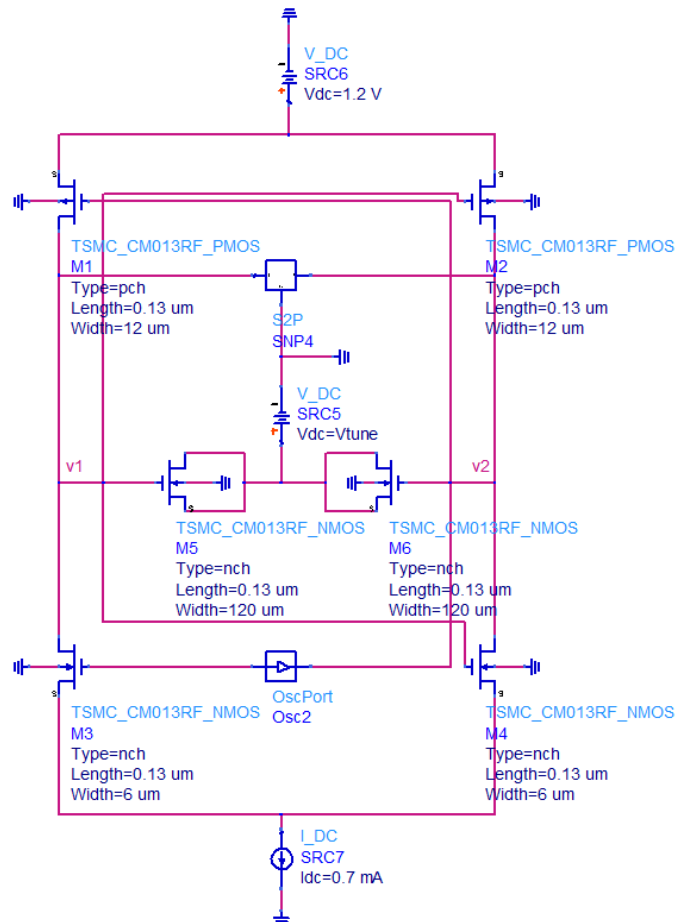 V_DC
SRC6
Vdc=1.2 V
TSMC_CM013RF_PMOS
M1
Type=pch
Length=0.13 um
Width=12 um
TSMC_CM013RF_PMOS
M2
Type=pch
Length=0.13 um
Width=12 um
S2P
SNP4
V_DC
SRC5
Vdc=Vtune
v1
v2
TSMC_CM013RF_NMOS
M5
Type=nch
Length=0.13 um
Width=120 um
TSMC_CM013RF_NMOS
M6
Type=nch
Length=0.13 um
Width=120 um
OscPort
Osc2
TSMC_CM013RF_NMOS
M3
Type=nch
Length=0.13 um
Width=6 um
TSMC_CM013RF_NMOS
M4
Type=nch
Length=0.13 um
Width=6 um
I_DC
SRC7
Idc=0.7 mA